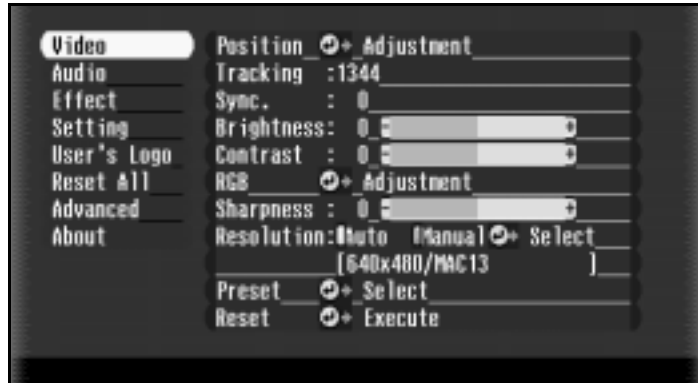 Video
Audio
Effect
Setting
User's Logo
Reset All
Advanced
About
Position Adjustment
Tracking :1344
Sync. : 0
Brightness: 0 - +
Contrast : 0 - +
RGB Adjustment
Sharpness : 0 - +
Resolution: Auto Manual Select
[640x480/MAC13 ]
Preset Select
Reset Execute